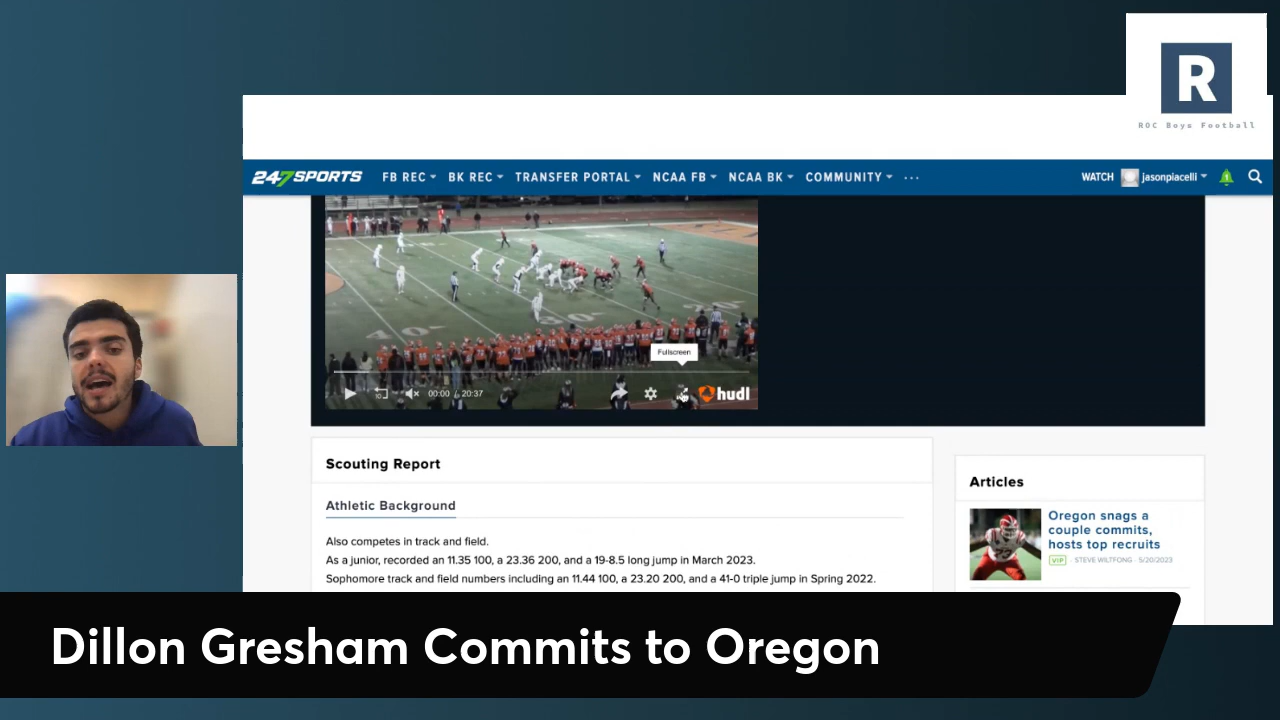 R
ROC Boys Football
247SPORTS FB REC BK REC TRANSFER PORTAL NCAA FB NCAA BK COMMUNITY ... WATCH jasonpiacelli 1
Fullscreen
10 00:00 / 20:37 hudl
Scouting Report
Athletic Background
Also competes in track and field.
As a junior, recorded an 11.35 100, a 23.36 200, and a 19-8.5 long jump in March 2023.
Sophomore track and field numbers including an 11.44 100, a 23.20 200, and a 41-0 triple jump in Spring 2022.
Articles
Oregon snags a
couple commits,
hosts top recruits
VIP · STEVE WILTFONG · 5/20/2023
Dillon Gresham Commits to Oregon